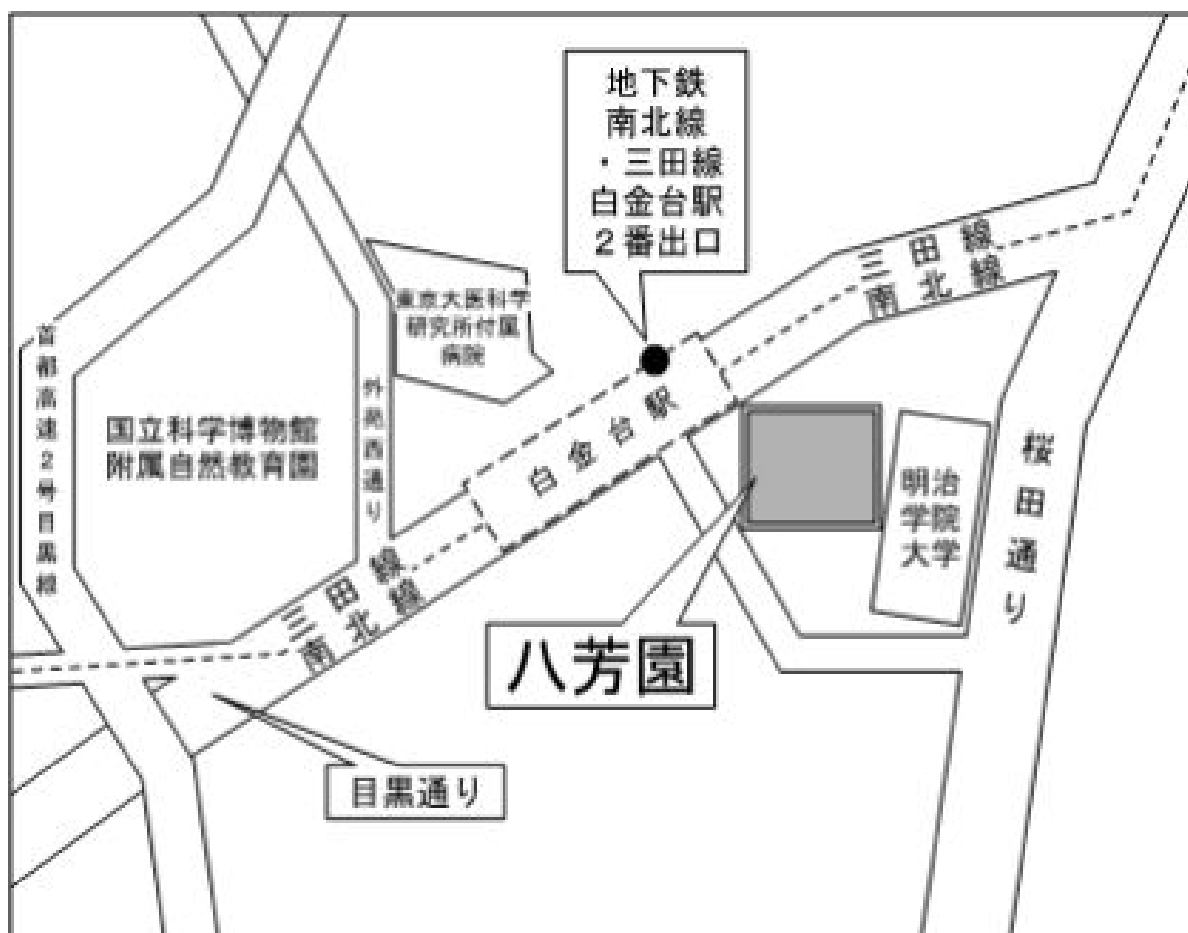 地下鉄
南北線
・三田線
白金台駅
２番出口
三田線
南北線
東京大医科学
研究所付属
病院
首都高速２号目黒線
国立科学博物館
附属自然教育園
外苑西通り
白金台駅
明治
学院
大学
桜田通り
三田線
南北線
八芳園
目黒通り